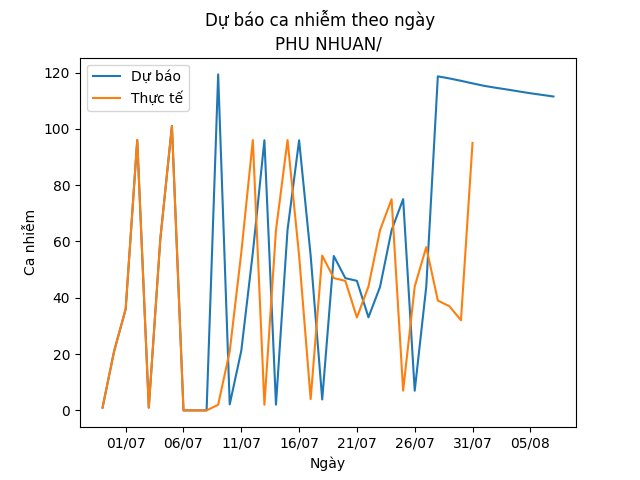 Dự báo ca nhiễm theo ngày
PHU NHUAN/
Dự báo
Thực tế
Ca nhiễm
120
100
80
60
40
20
0
01/07 06/07 11/07 16/07 21/07 26/07 31/07 05/08
Ngày